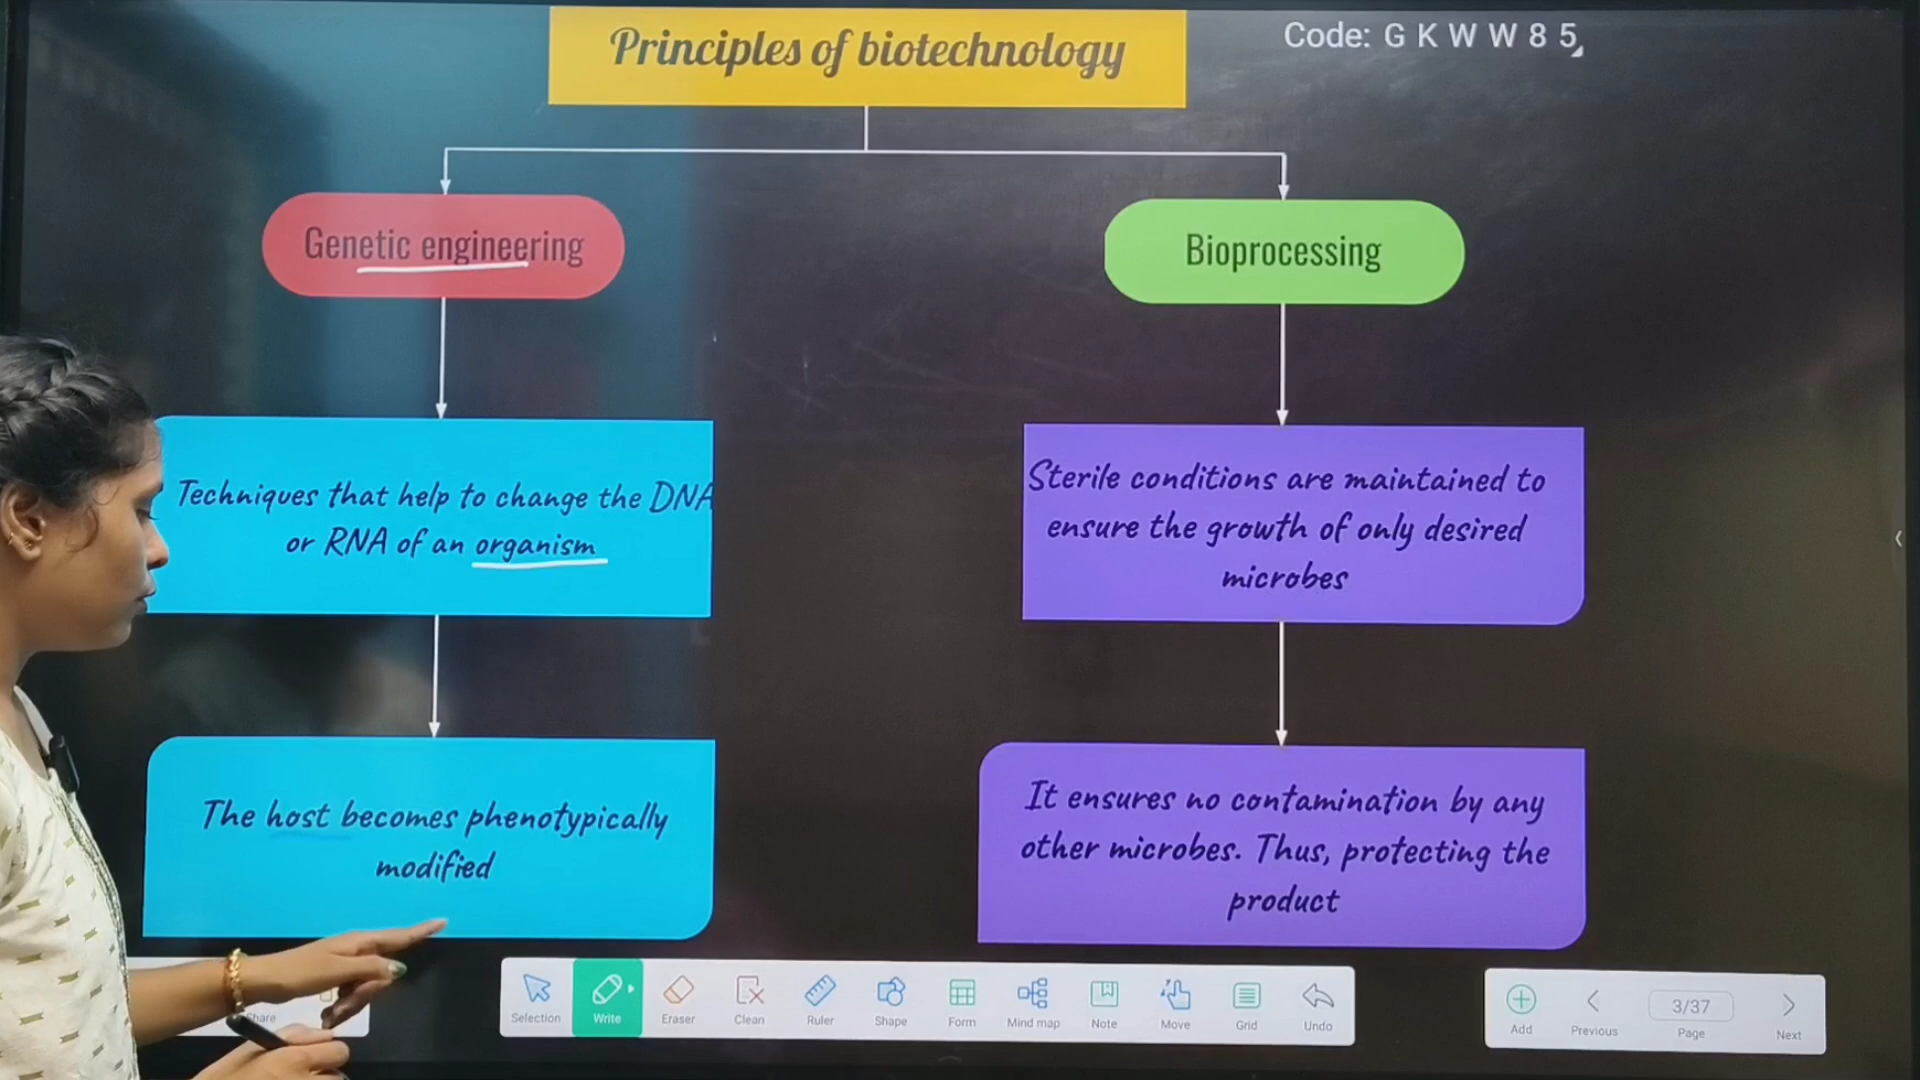 Principles of biotechnology
Code: G K W W 8 5
Genetic engineering
Bioprocessing
Techniques that help to change the DNA
or RNA of an organism
Sterile conditions are maintained to
ensure the growth of only desired
microbes
The host becomes phenotypically
modified
It ensures no contamination by any
other microbes. Thus, protecting the
product
Share
Selection
Write
Eraser
Clean
Ruler
Shape
Form
Mind map
Note
Move
Grid
Undo
Add
Previous
3/37
Page
Next